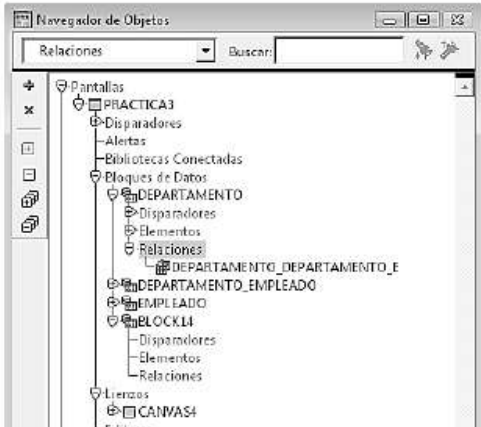 Navegador de Objetos
Relaciones
Buscar:
Pantallas
PRACTICA3
Disparadores
Alertas
Bibliotecas Conectadas
Bloques de Datos
DEPARTAMENTO
Disparadores
Elementos
Relaciones
DEPARTAMENTO_DEPARTAMENTO_E
DEPARTAMENTO_EMPLEADO
EMPLEADO
BLOCK14
Disparadores
Elementos
Relaciones
Lienzos
CANVAS4